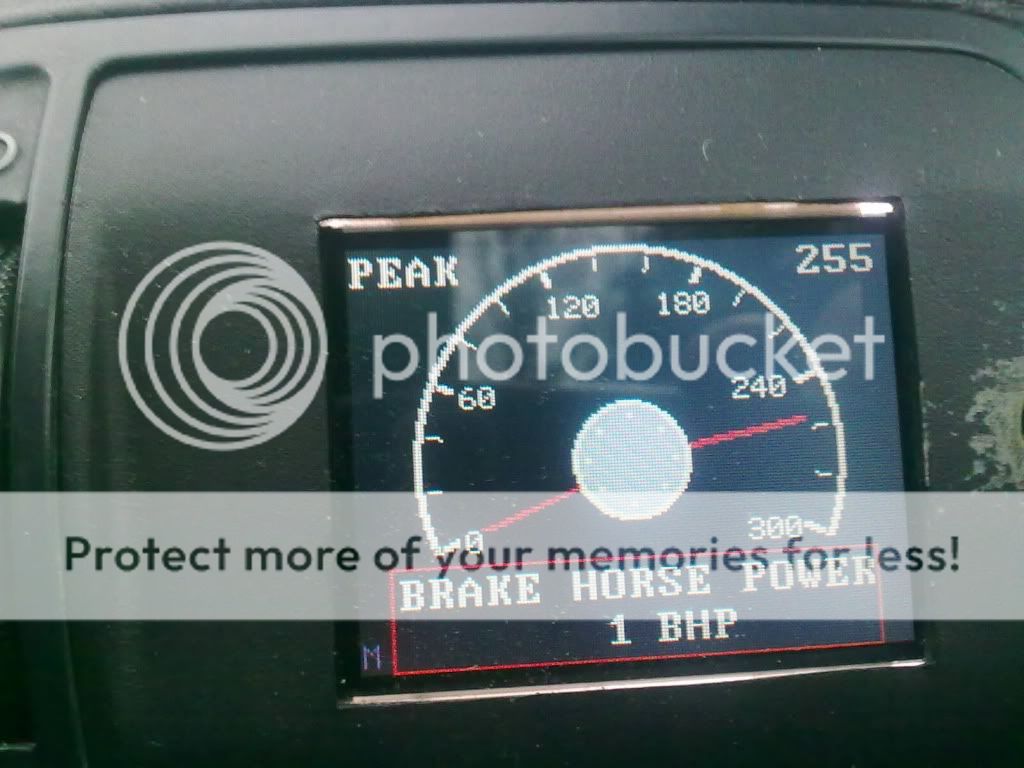 PEAK 255
120 180
photobucket
60 240
0 300
Protect more of your memories for less!
BRAKE HORSE POWER
1 BHP
M